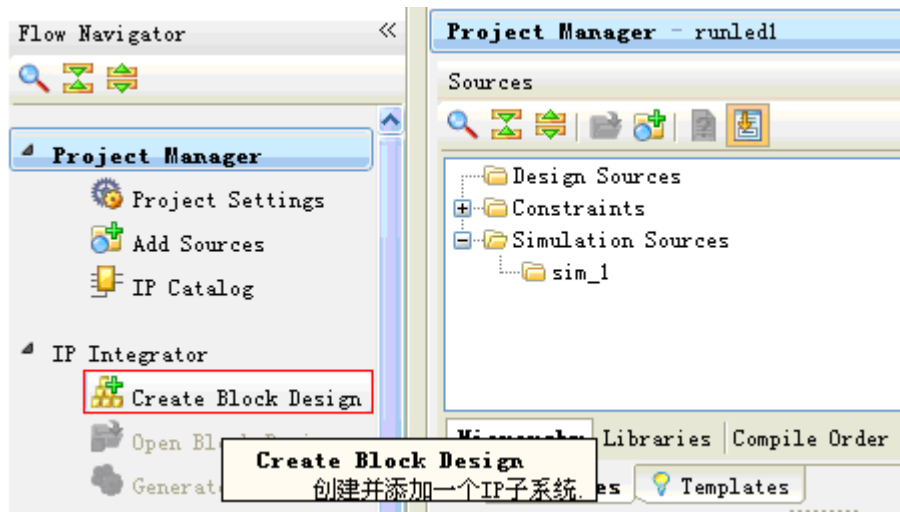 Flow Navigator
Project Manager
Project Settings
Add Sources
IP Catalog
IP Integrator
Create Block Design
Open
Create Block Design
创建并添加一个IP子系统.
Project Manager - runled1
Sources
Design Sources
Constraints
Simulation Sources
sim_1
Libraries
Compile Order
Templates